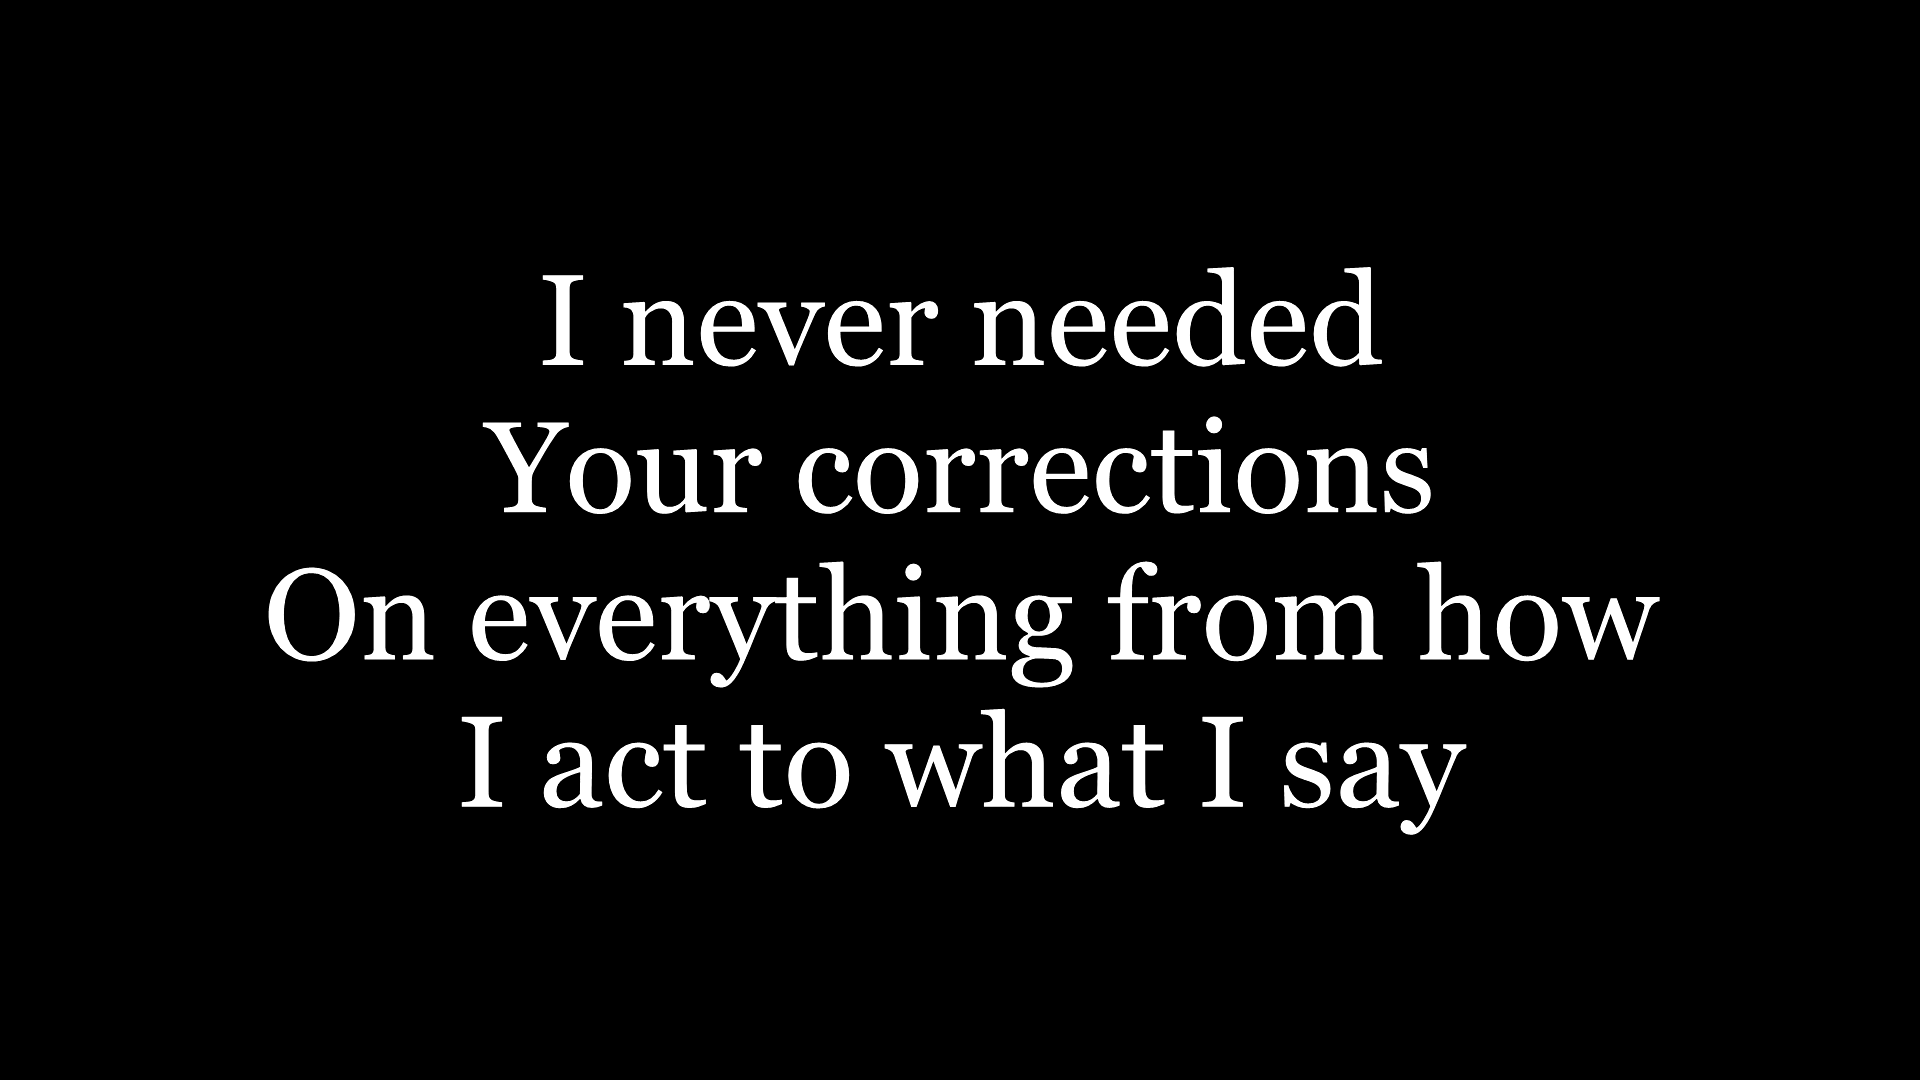 I never needed
Your corrections
On everything from how
I act to what I say